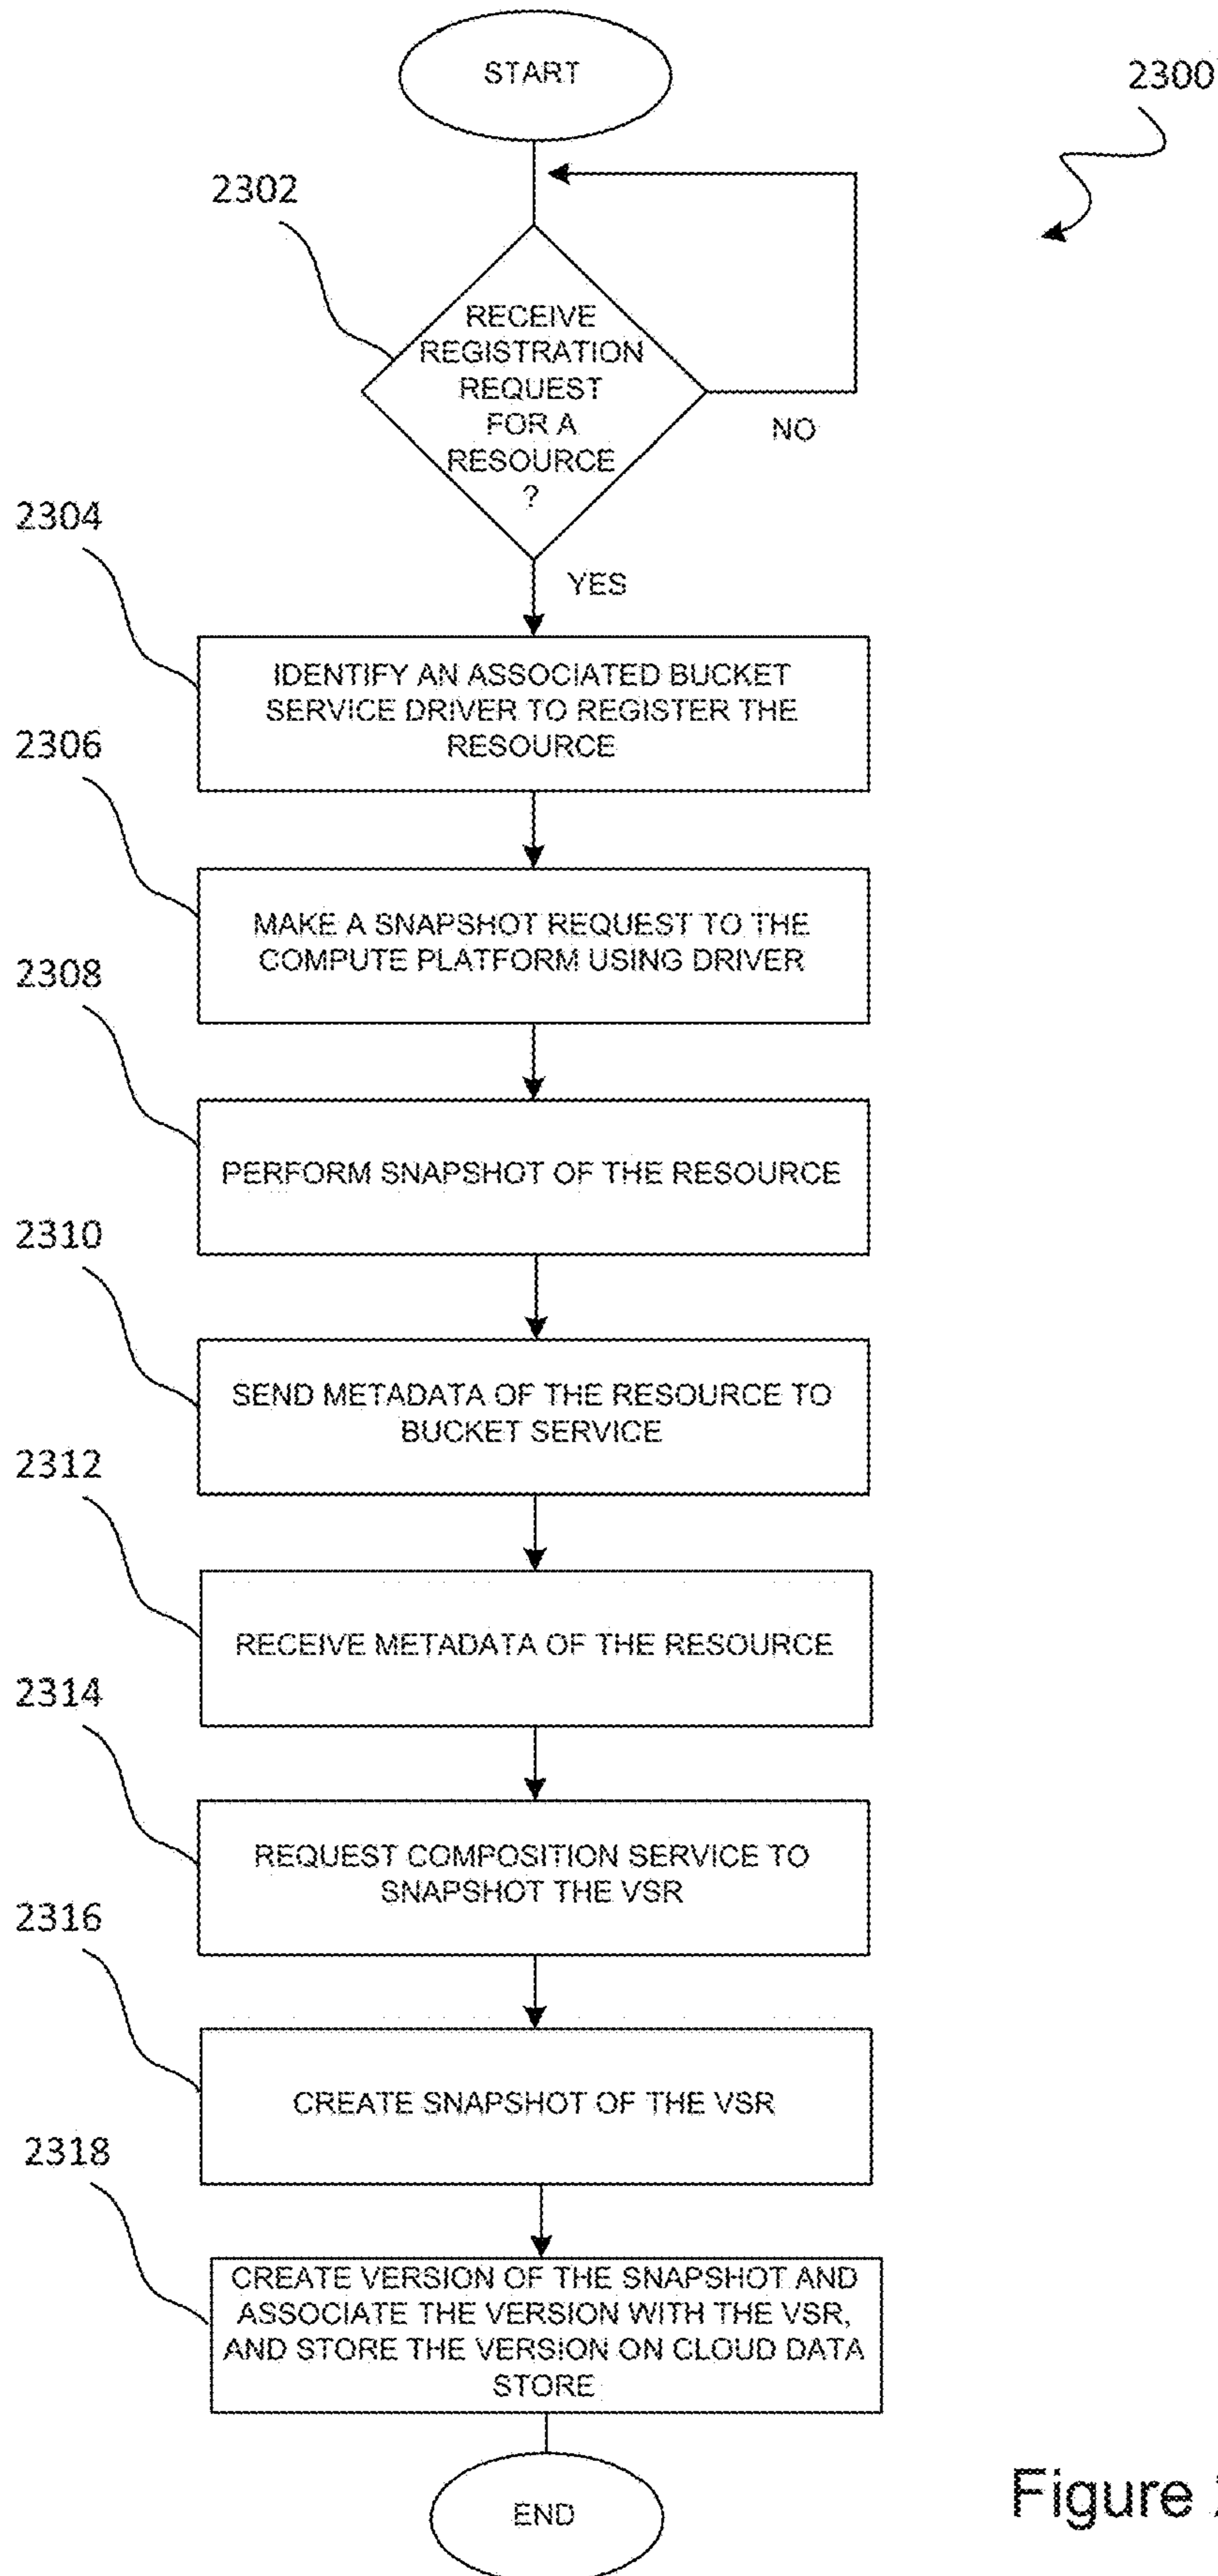 START
2300
2302
RECEIVE
REGISTRATION
REQUEST
FOR A
RESOURCE
?
NO
YES
2304
IDENTIFY AN ASSOCIATED BUCKET
SERVICE DRIVER TO REGISTER THE
RESOURCE
2306
MAKE A SNAPSHOT REQUEST TO THE
COMPUTE PLATFORM USING DRIVER
2308
PERFORM SNAPSHOT OF THE RESOURCE
2310
SEND METADATA OF THE RESOURCE TO
BUCKET SERVICE
2312
RECEIVE METADATA OF THE RESOURCE
2314
REQUEST COMPOSITION SERVICE TO
SNAPSHOT THE VSR
2316
CREATE SNAPSHOT OF THE VSR
2318
CREATE VERSION OF THE SNAPSHOT AND
ASSOCIATE THE VERSION WITH THE VSR,
AND STORE THE VERSION ON CLOUD DATA
STORE
END
Figure